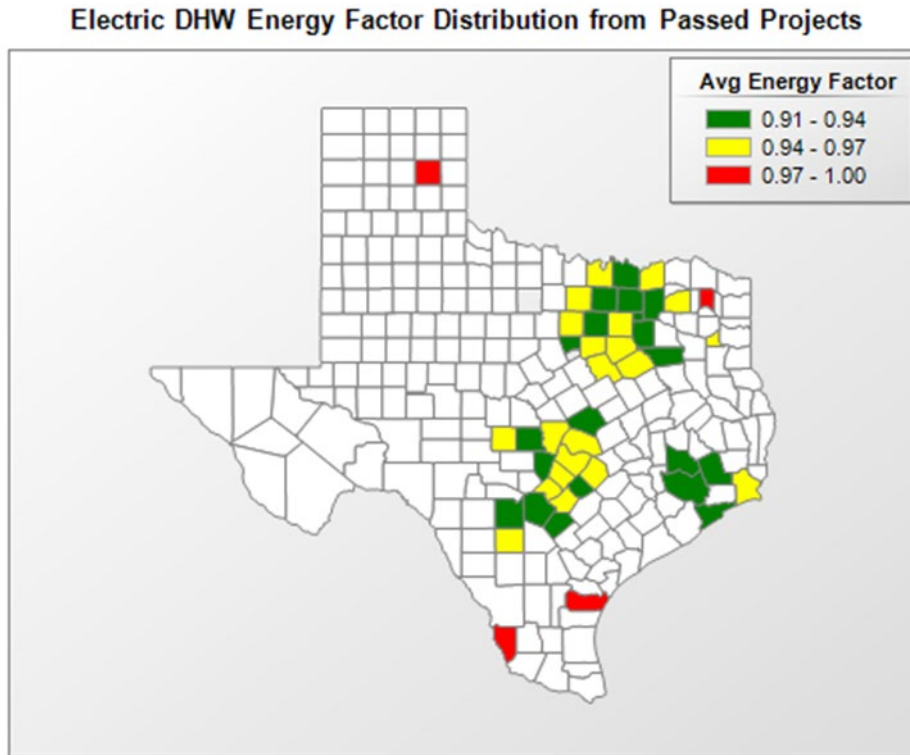 Electric DHW Energy Factor Distribution from Passed Projects
Avg Energy Factor
0.91 - 0.94
0.94 - 0.97
0.97 - 1.00